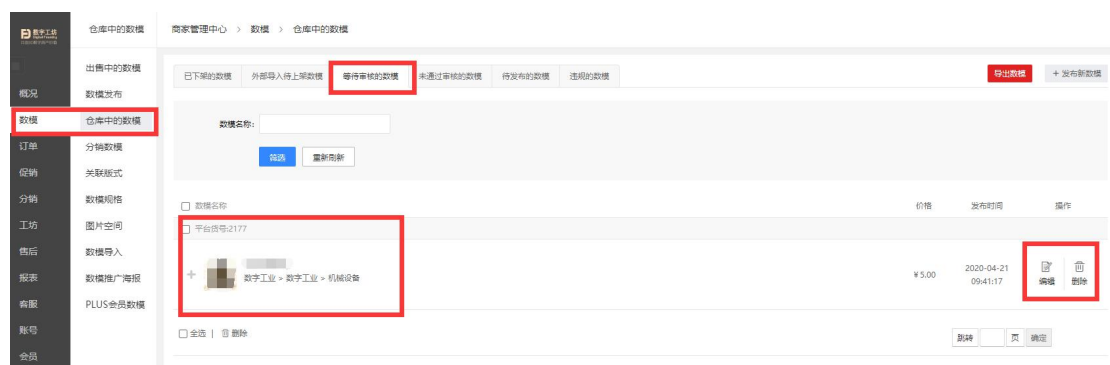 数字工坊
仓库中的数模
商家管理中心 > 数模 > 仓库中的数模
概况
数模
订单
促销
分销
工坊
售后
报表
客服
账号
会员
出售中的数模
数模发布
仓库中的数模
分销数模
关联版式
数模规格
图片空间
数模导入
数模推广海报
PLUS会员数模
已下架的数模 外部导入待上架数模 等待审核的数模 未通过审核的数模 待发布的数模 违规的数模
导出数模 + 发布新数模
数模名称:
筛选 重新刷新
数模名称 价格 发布时间 操作
平台货号:2177
数字工业 > 数字工业 > 机械设备
¥ 5.00
2020-04-21
09:41:17
编辑 删除
全选 | 删除
跳转 页 确定